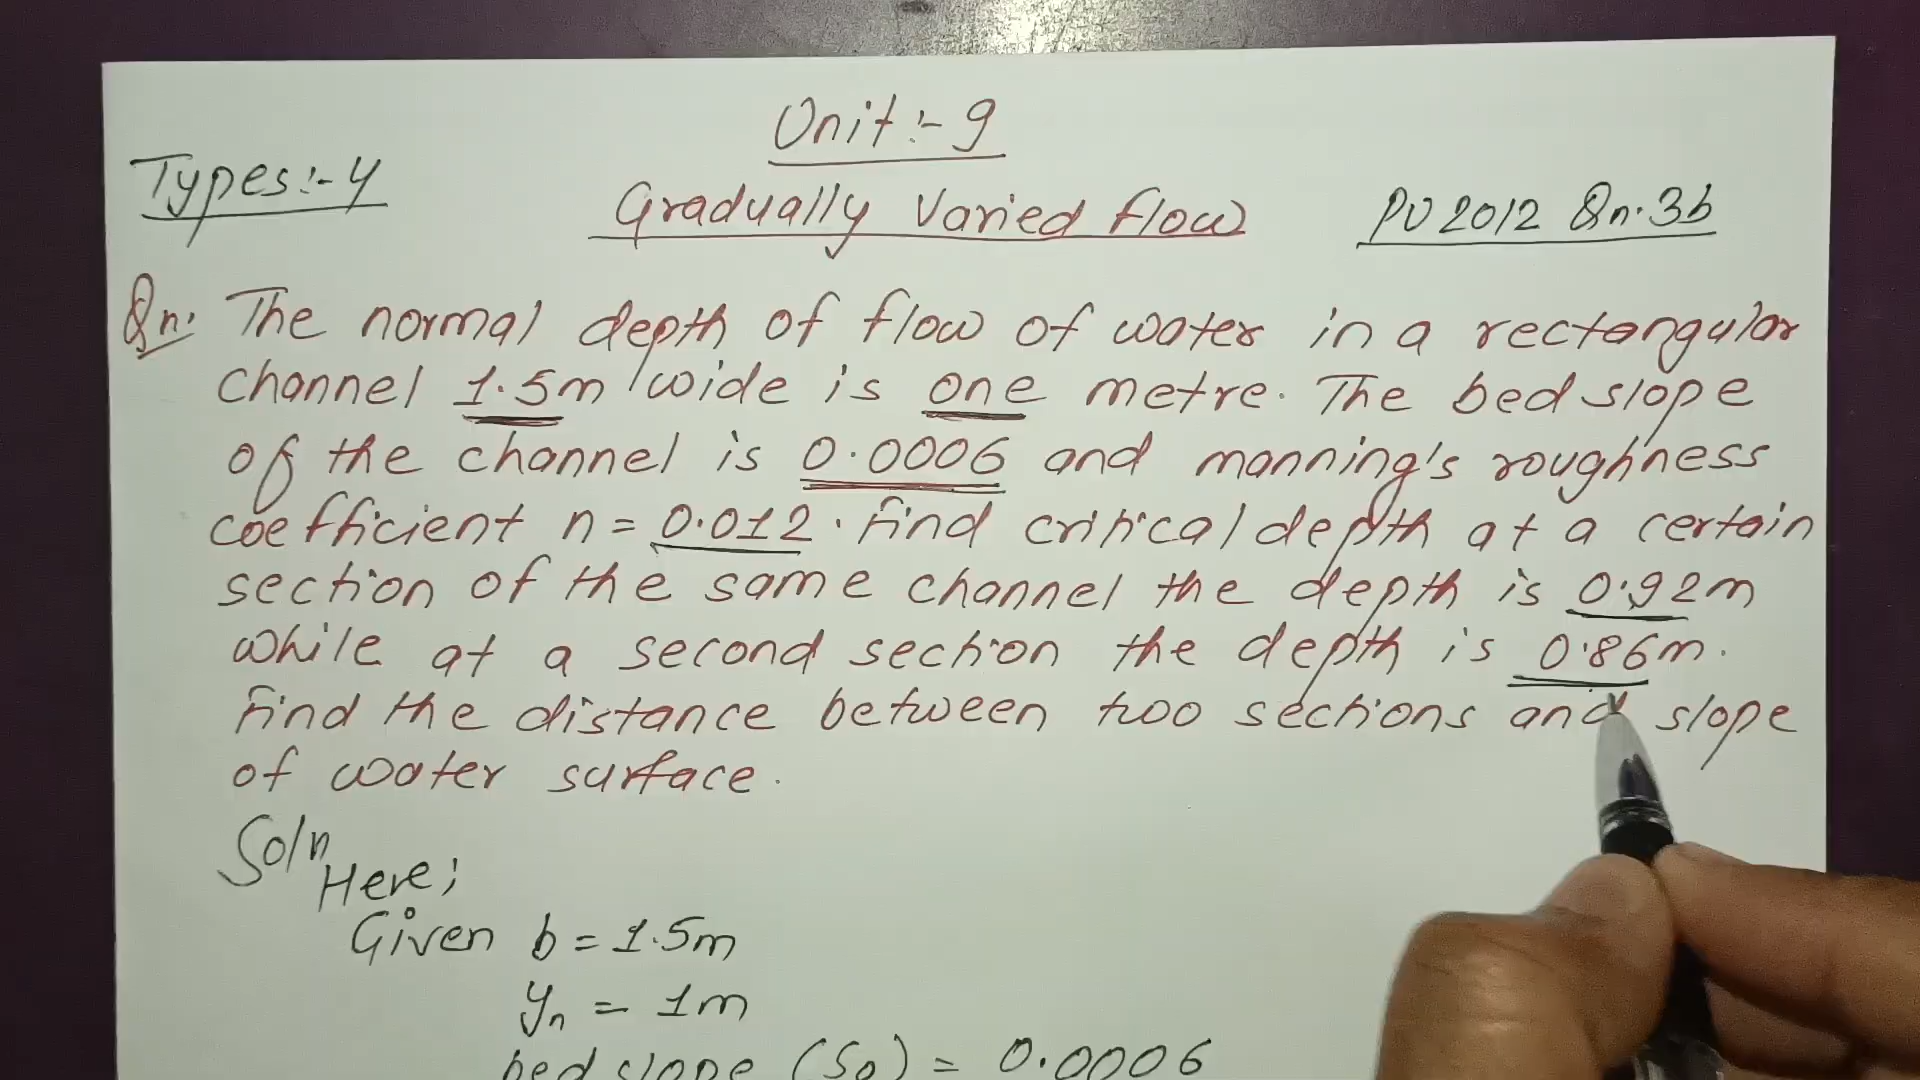 Unit:- 9
Types:- 4
Gradually Varied flow
PU 2012 Qn.3b
Qn. The normal depth of flow of water in a rectangular
channel 1.5m wide is one metre. The bed slope
of the channel is 0.0006 and manning's roughness
coefficient n = 0.012. Find critical depth at a certain
section of the same channel the depth is 0.92m
while at a second section the depth is 0.86m.
Find the distance between two sections and slope
of water surface.
Soln
Here;
Given b = 1.5m
yn = 1m
bed slope (So) = 0.0006